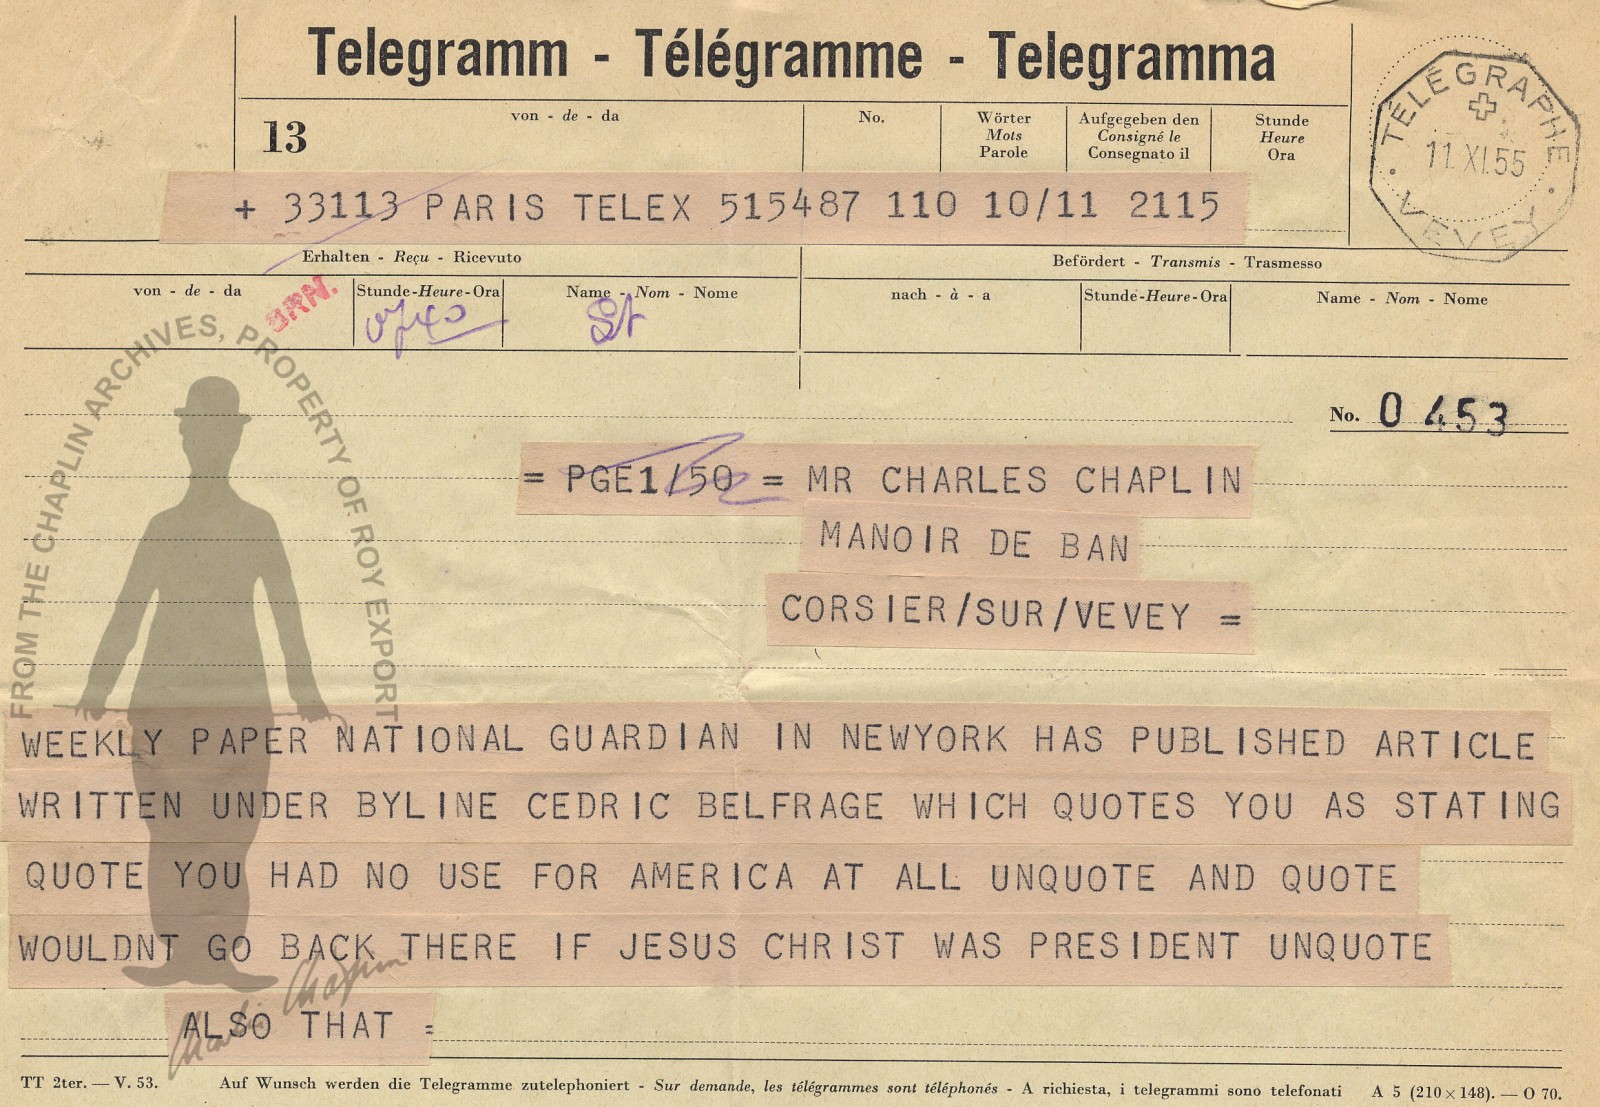 Telegramm - Télégramme - Telegramma
13
von - de - da
No.
Wörter
Mots
Parole
Aufgegeben den
Consigné le
Consegnato il
Stunde
Heure
Ora
TÉLÉGRAPHE
11.XI.55
VEVEY
+ 33113 PARIS TELEX 515487 110 10/11 2115
Erhalten - Reçu - Ricevuto
Befördert - Transmis - Trasmesso
von - de - da
BRN.
Stunde-Heure-Ora
0740
Name - Nom - Nome
St
nach - à - a
Stunde-Heure-Ora
Name - Nom - Nome
No. 0 453
= PGE1/50 = MR CHARLES CHAPLIN
MANOIR DE BAN
CORSIER/SUR/VEVEY =
WEEKLY PAPER NATIONAL GUARDIAN IN NEWYORK HAS PUBLISHED ARTICLE
WRITTEN UNDER BYLINE CEDRIC BELFRAGE WHICH QUOTES YOU AS STATING
QUOTE YOU HAD NO USE FOR AMERICA AT ALL UNQUOTE AND QUOTE
WOULDNT GO BACK THERE IF JESUS CHRIST WAS PRESIDENT UNQUOTE
ALSO THAT =
FROM THE CHAPLIN ARCHIVES, PROPERTY OF ROY EXPORT
Charlie Chaplin
TT 2ter. — V. 53.
Auf Wunsch werden die Telegramme zutelephoniert - Sur demande, les télégrammes sont téléphonés - A richiesta, i telegrammi sono telefonati
A 5 (210 × 148). — O 70.